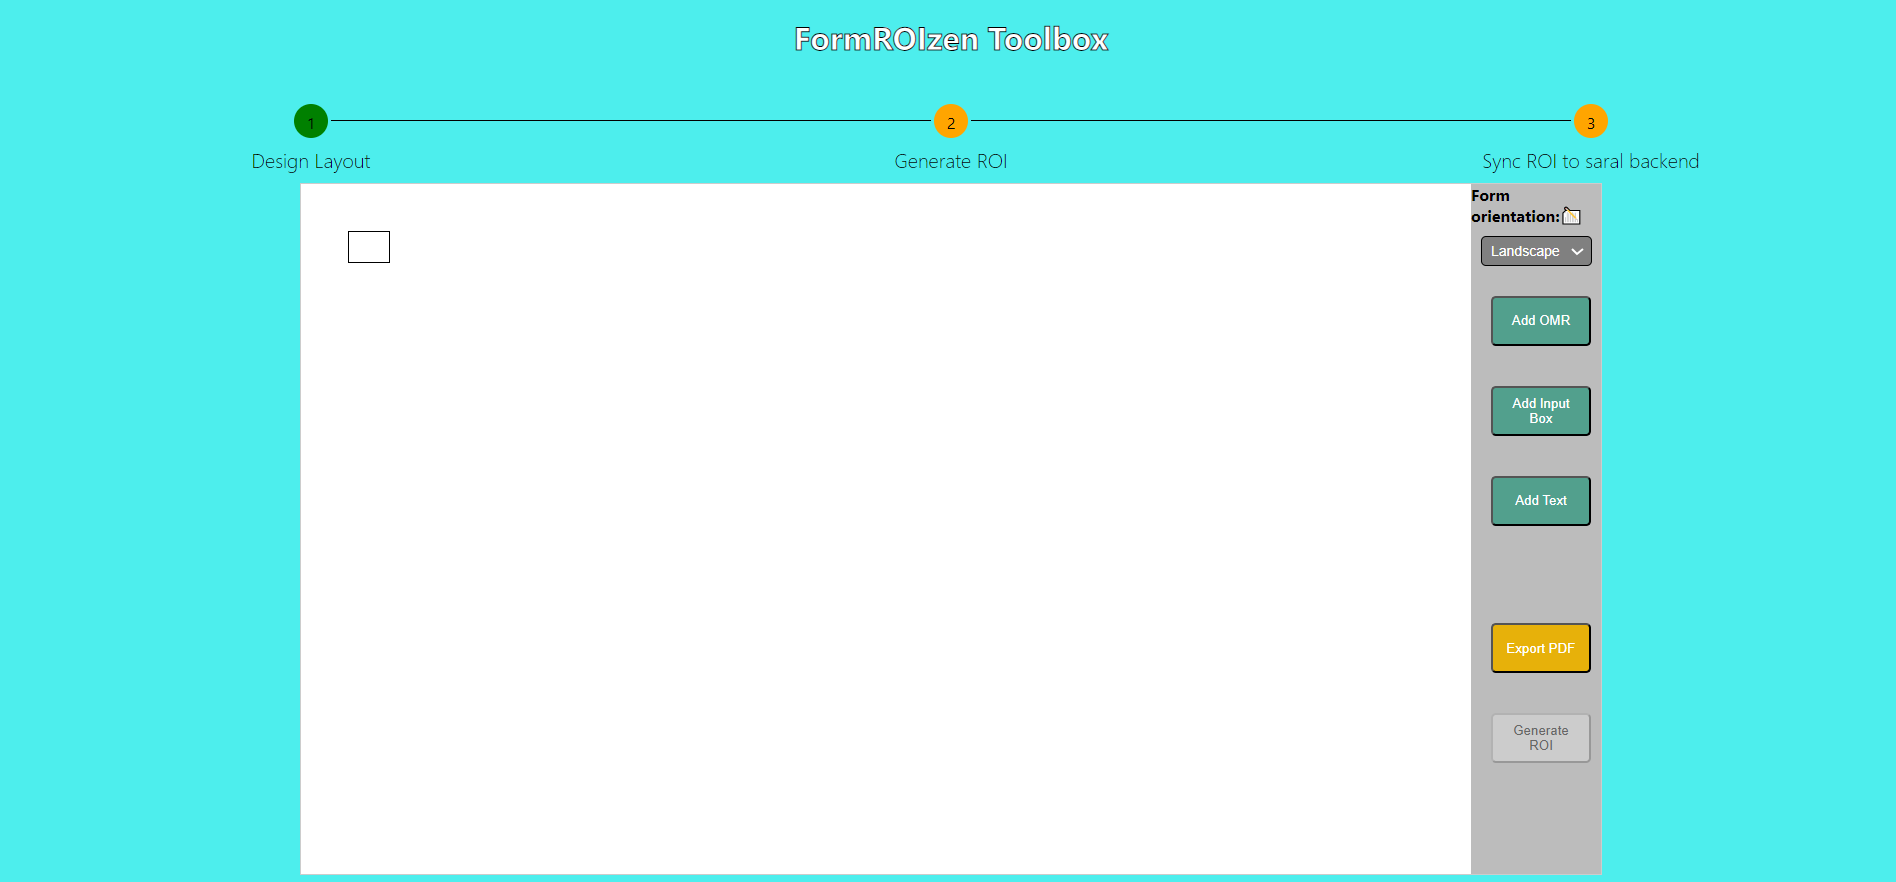 FormROIzen Toolbox
1
2
3
Design Layout
Generate ROI
Sync ROI to saral backend
Form
orientation:
Landscape
Add OMR
Add Input
Box
Add Text
Export PDF
Generate
ROI